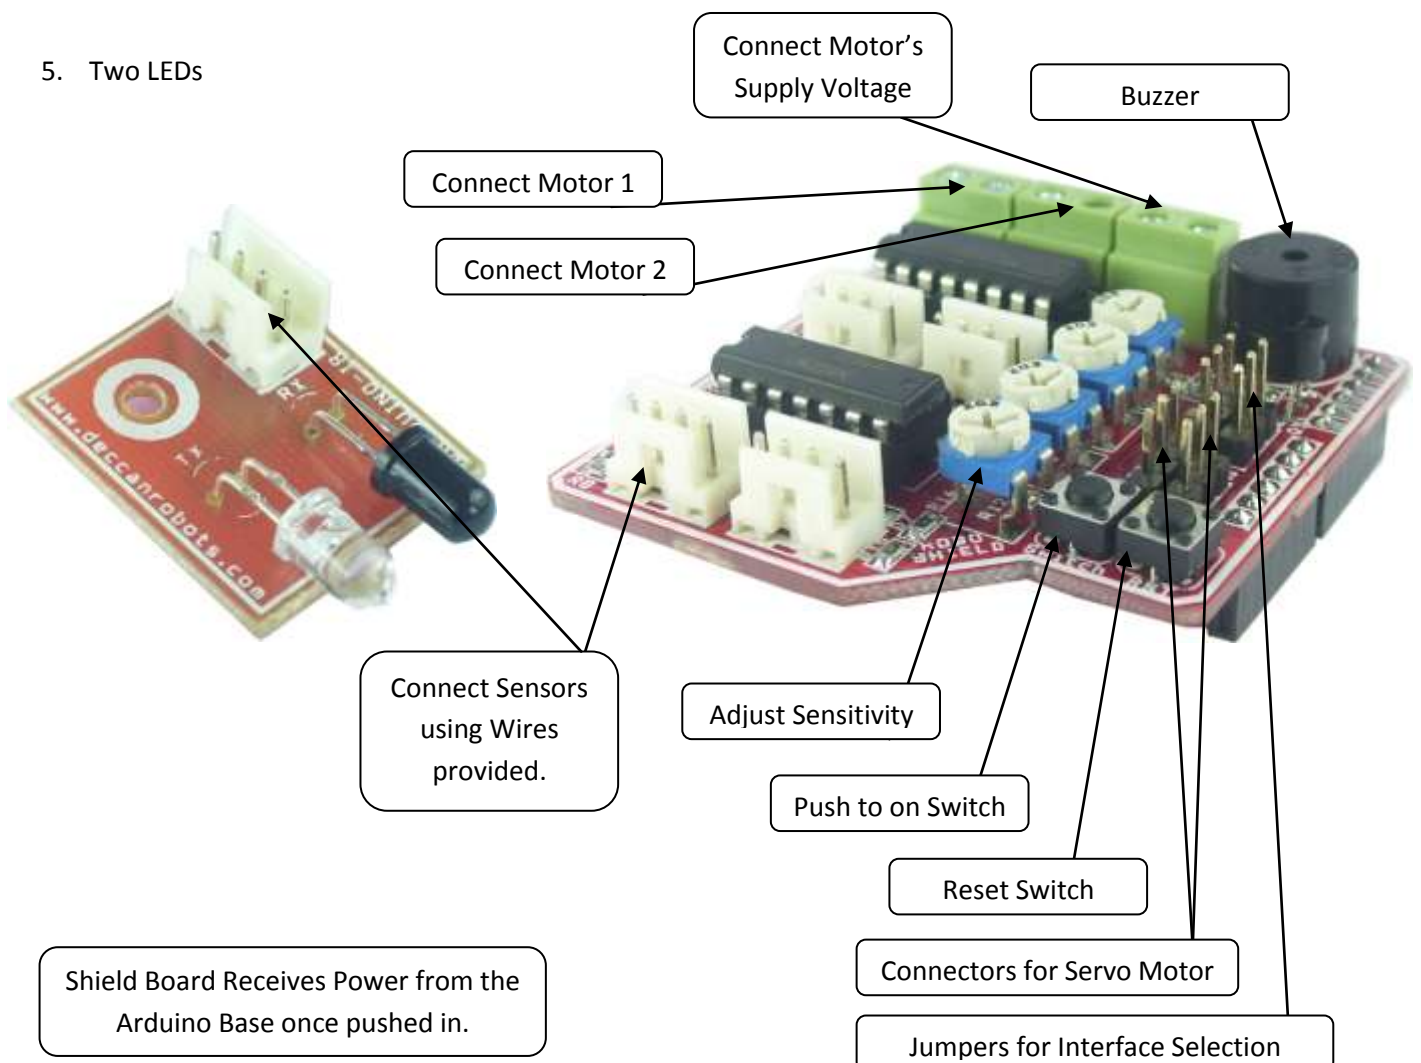 5. Two LEDs
Connect Motor's
Supply Voltage
Buzzer
Connect Motor 1
Connect Motor 2
www.deccanrobots.com
RX
Connect Sensors
using Wires
provided.
Adjust Sensitivity
Push to on Switch
Reset Switch
Connectors for Servo Motor
Shield Board Receives Power from the
Arduino Base once pushed in.
Jumpers for Interface Selection